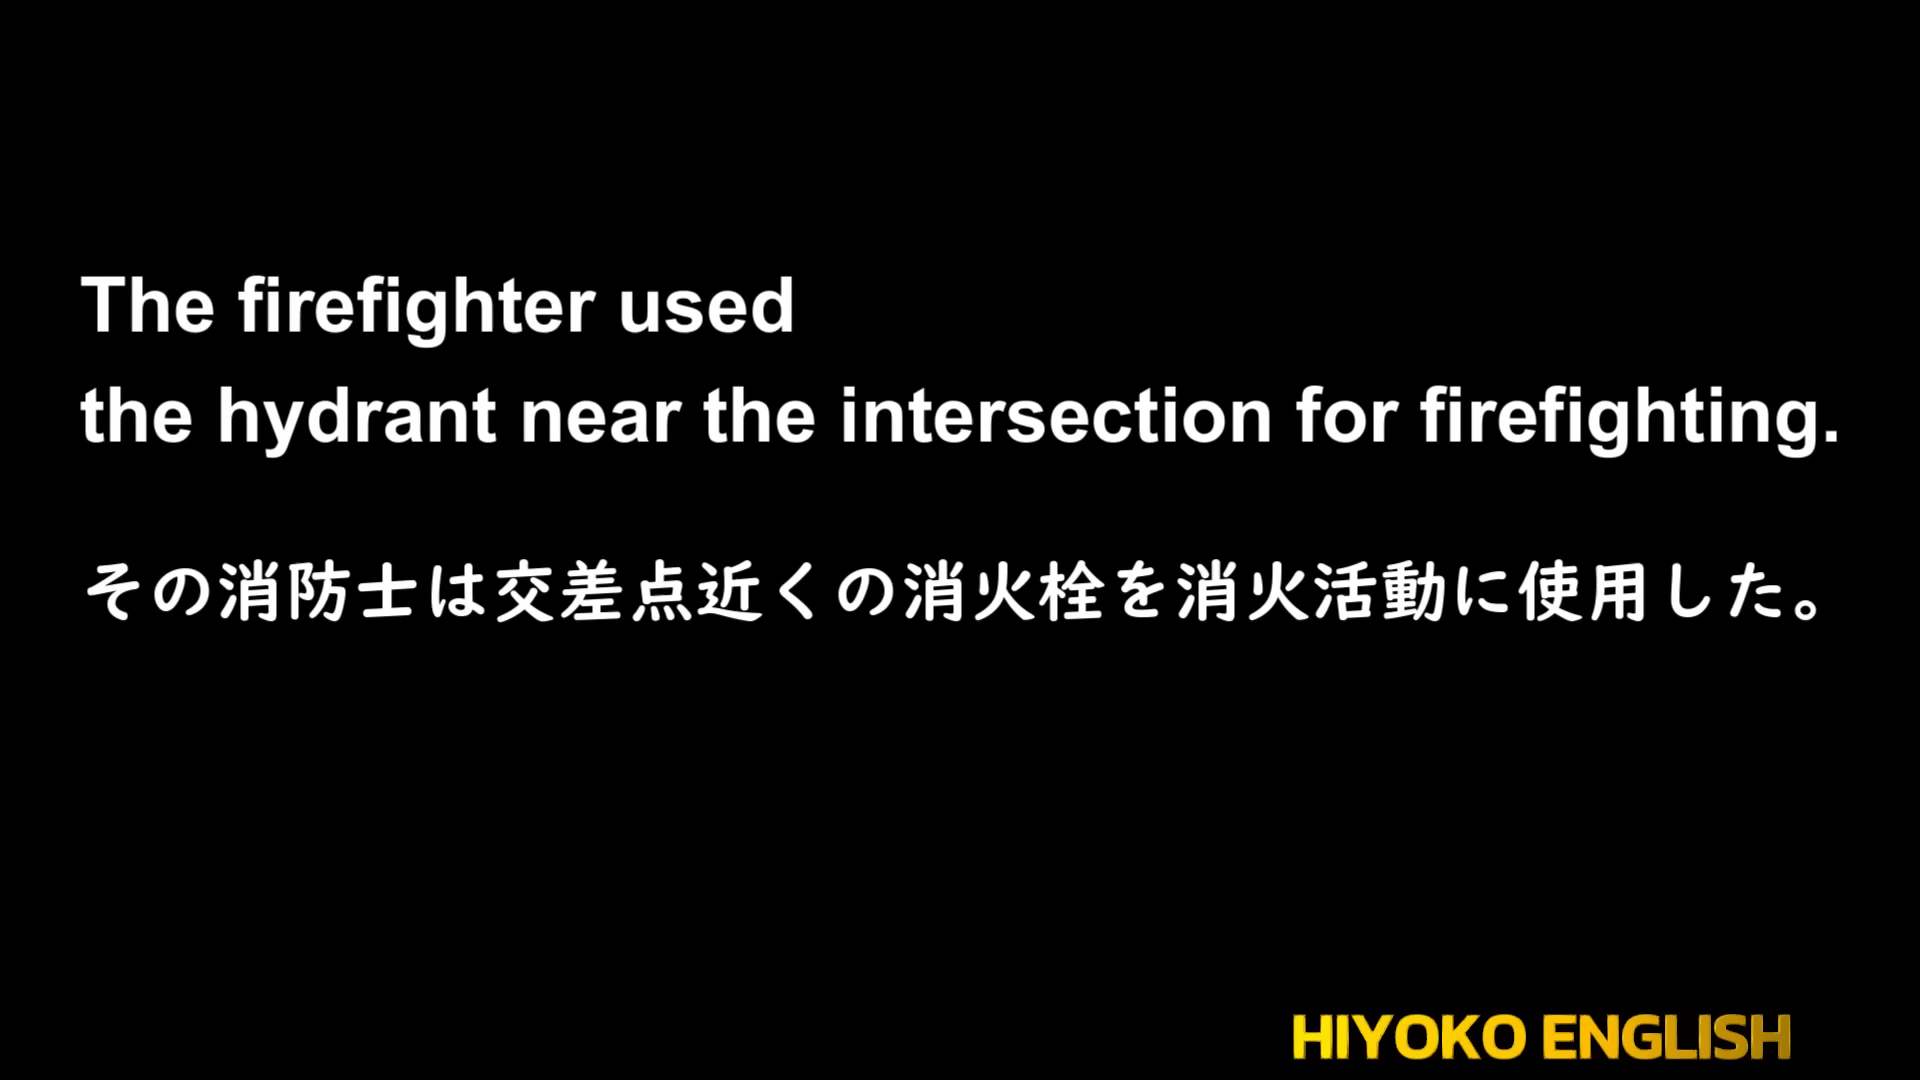 The firefighter used
the hydrant near the intersection for firefighting.
その消防士は交差点近くの消火栓を消火活動に使用した。
HIYOKO ENGLISH